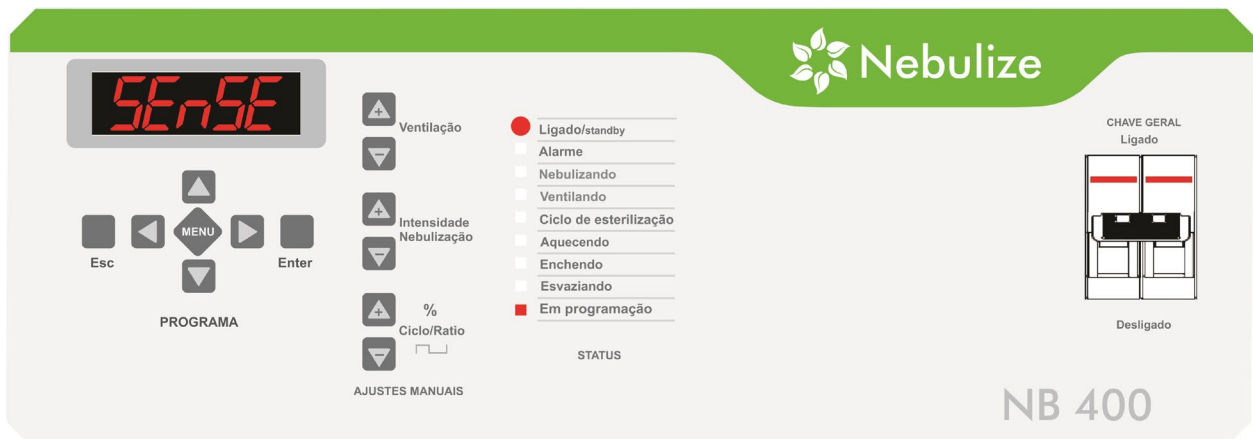 Nebulize
SEnSE
Esc
MENU
Enter
PROGRAMA
+
Ventilação
−
+
Intensidade
Nebulização
−
+
%
Ciclo/Ratio
−
AJUSTES MANUAIS
Ligado/standby
Alarme
Nebulizando
Ventilando
Ciclo de esterilização
Aquecendo
Enchendo
Esvaziando
Em programação
STATUS
CHAVE GERAL
Ligado
Desligado
NB 400